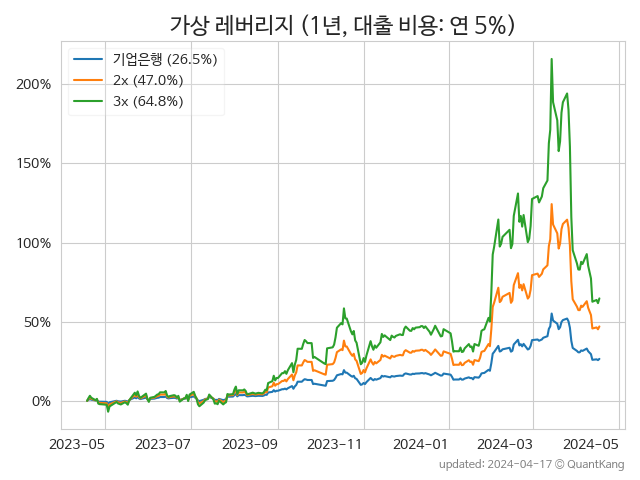 가상 레버리지 (1년, 대출 비용: 연 5%)
기업은행 (26.5%)
2x (47.0%)
3x (64.8%)
200%
150%
100%
50%
0%
2023-05 2023-07 2023-09 2023-11 2024-01 2024-03 2024-05
updated: 2024-04-17 © QuantKang